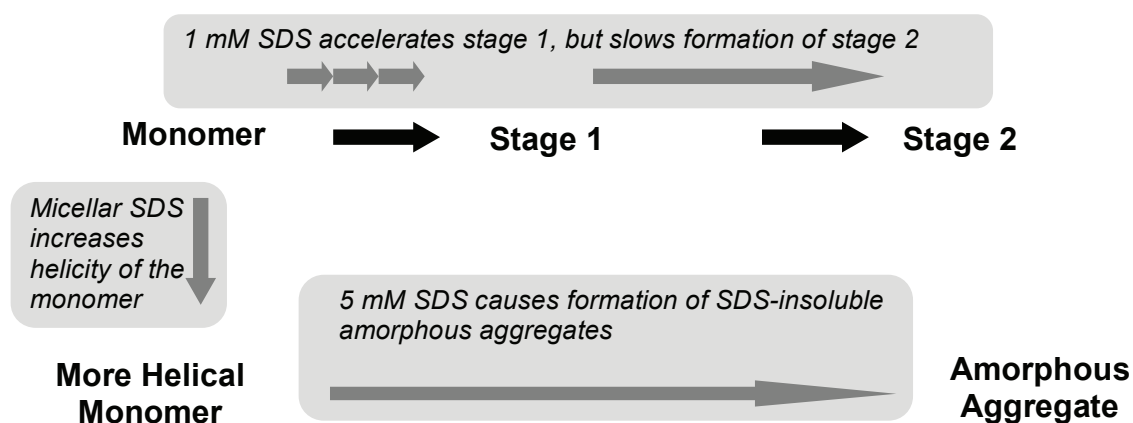 1 mM SDS accelerates stage 1, but slows formation of stage 2
Monomer
Stage 1
Stage 2
Micellar SDS
increases
helicity of the
monomer
5 mM SDS causes formation of SDS-insoluble
amorphous aggregates
More Helical
Monomer
Amorphous
Aggregate